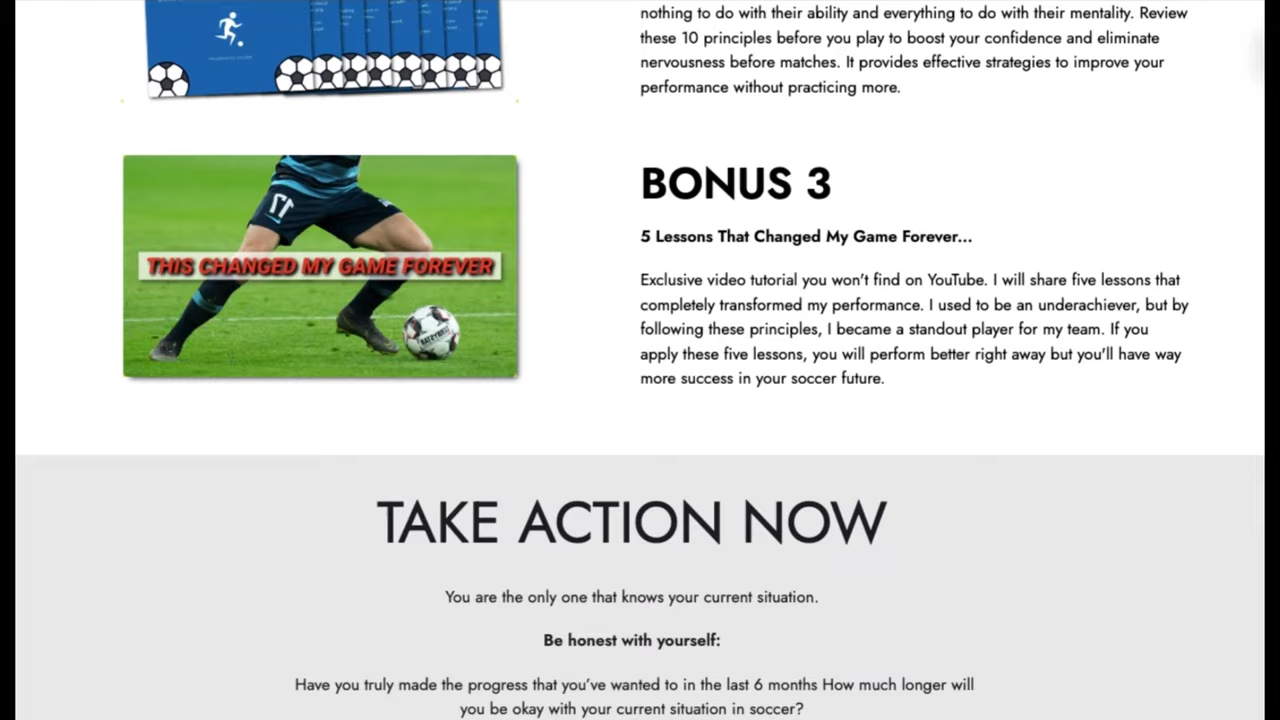 nothing to do with their ability and everything to do with their mentality. Review
these 10 principles before you play to boost your confidence and eliminate
nervousness before matches. It provides effective strategies to improve your
performance without practicing more.
THIS CHANGED MY GAME FOREVER
BONUS 3
5 Lessons That Changed My Game Forever...
Exclusive video tutorial you won't find on YouTube. I will share five lessons that
completely transformed my performance. I used to be an underachiever, but by
following these principles, I became a standout player for my team. If you
apply these five lessons, you will perform better right away but you'll have way
more success in your soccer future.
TAKE ACTION NOW
You are the only one that knows your current situation.
Be honest with yourself:
Have you truly made the progress that you've wanted to in the last 6 months How much longer will
you be okay with your current situation in soccer?